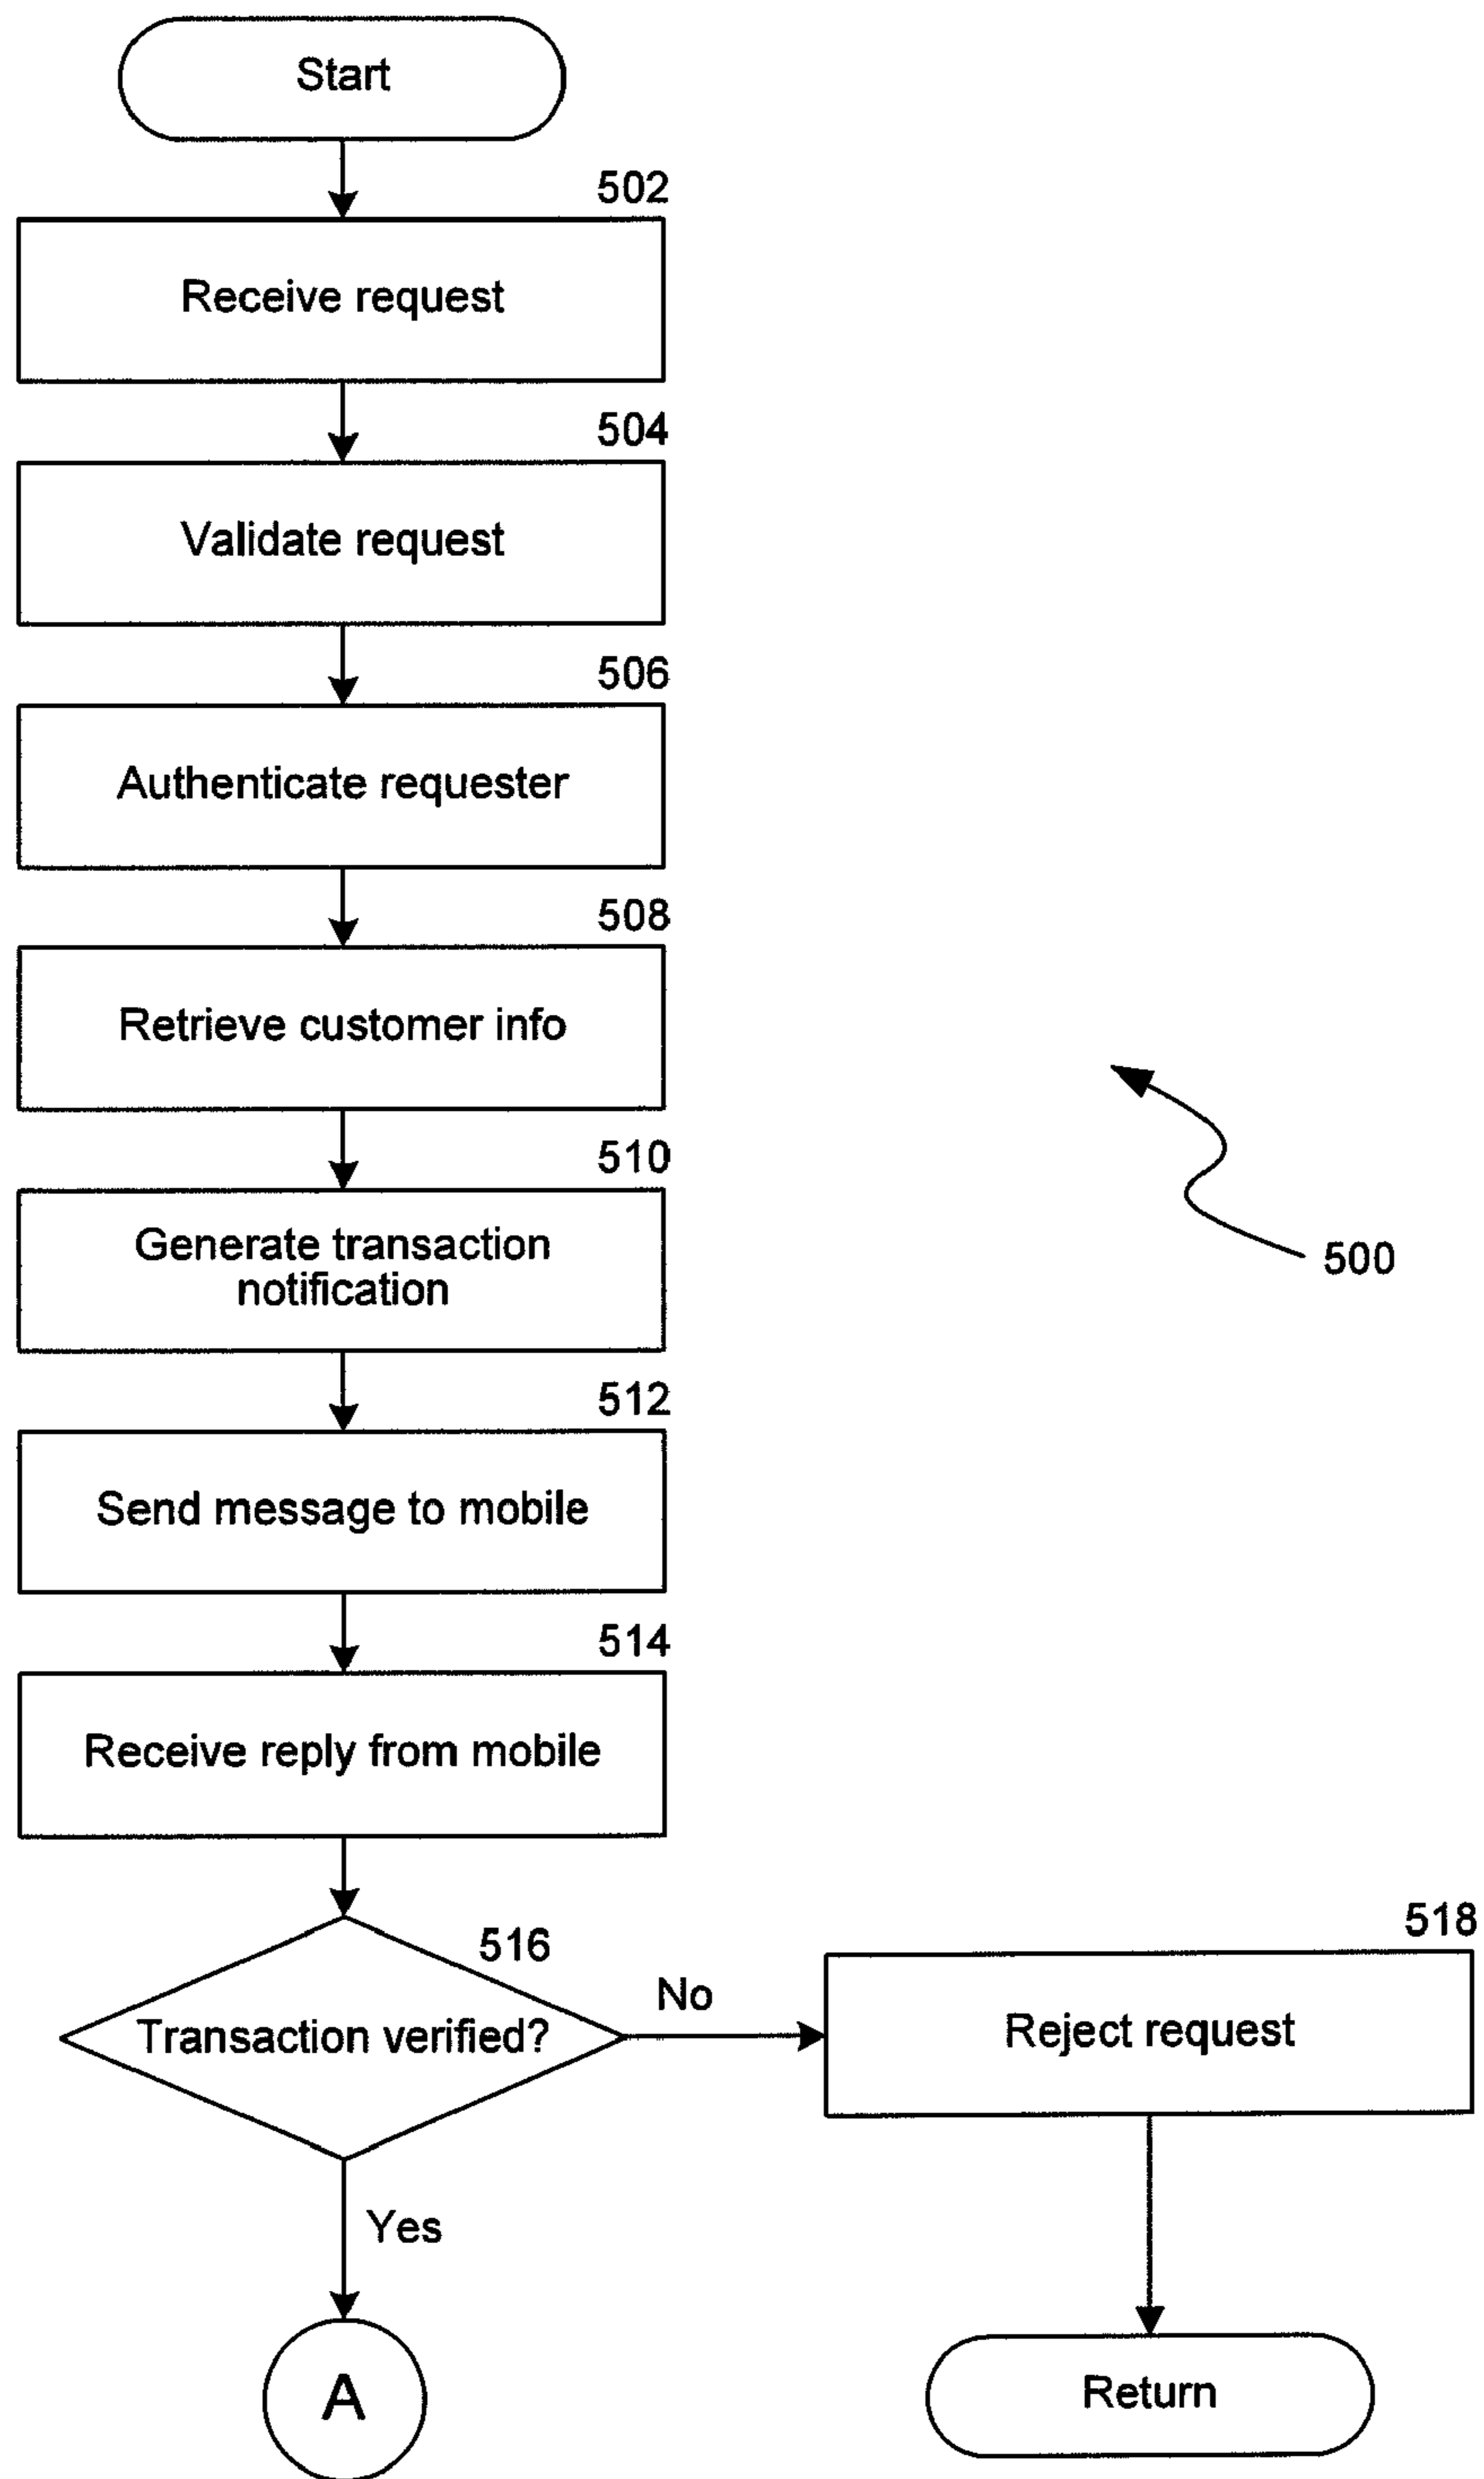 Start
502
Receive request
504
Validate request
506
Authenticate requester
508
Retrieve customer info
510
Generate transaction
notification
500
512
Send message to mobile
514
Receive reply from mobile
516
Transaction verified?
No
518
Reject request
Yes
A
Return